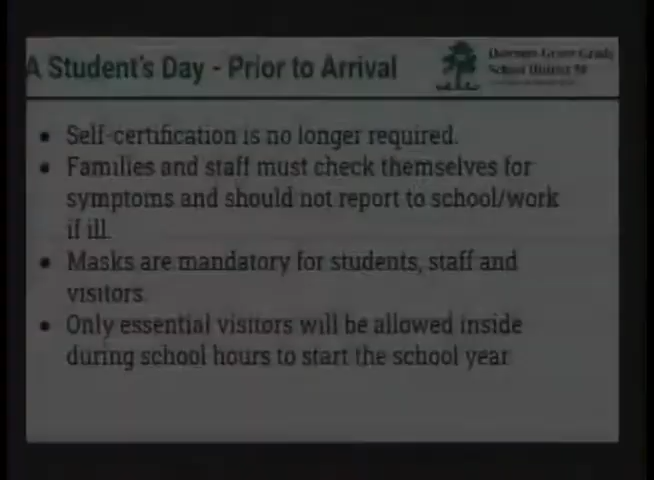 A Student's Day - Prior to Arrival
Downers Grove Grade
School District 58
• Self-certification is no longer required.
• Families and staff must check themselves for
symptoms and should not report to school/work
if ill.
• Masks are mandatory for students, staff and
visitors.
• Only essential visitors will be allowed inside
during school hours to start the school year